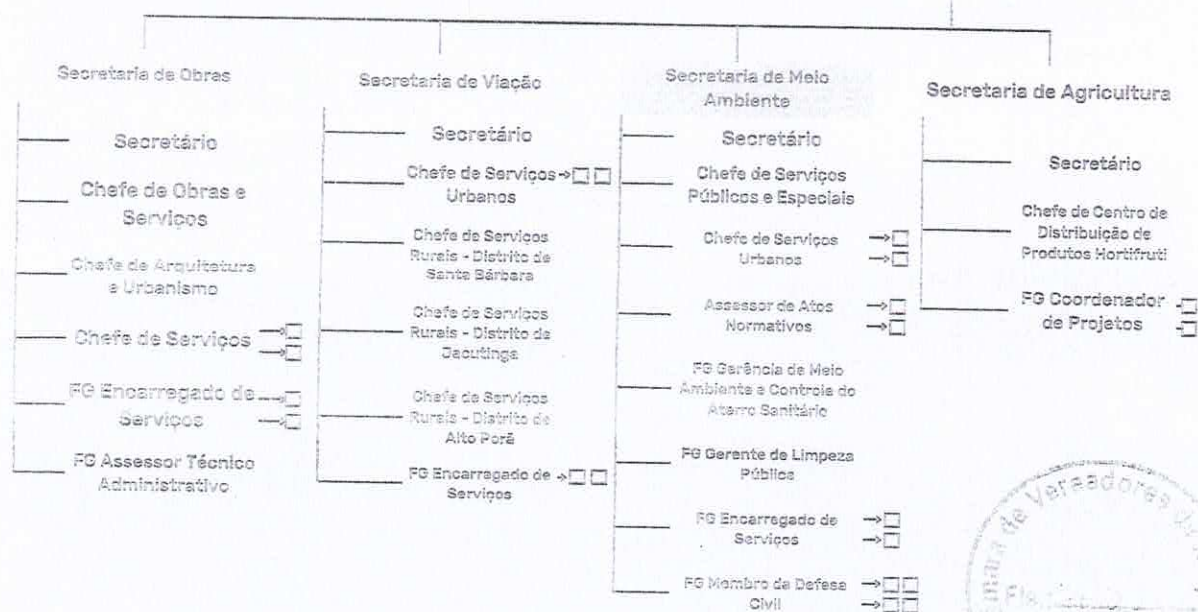 Secretaria de Obras
Secretário
Chefe de Obras e
Serviços
Chefe de Arquitetura
e Urbanismo
Chefe de Serviços
FG Encarregado de
Serviços
FG Assessor Técnico
Administrativo
Secretaria de Viação
Secretário
Chefe de Serviços
Urbanos
Chefe de Serviços
Rurais - Distrito de
Santa Bárbara
Chefe de Serviços
Rurais - Distrito de
Jacutinga
Chefe de Serviços
Rurais - Distrito de
Alto Porã
FG Encarregado de
Serviços
Secretaria de Meio
Ambiente
Secretário
Chefe de Serviços
Públicos e Especiais
Chefe de Serviços
Urbanos
Assessor de Atos
Normativos
FG Gerência de Meio
Ambiente e Controle do
Aterro Sanitário
FG Gerente de Limpeza
Pública
FG Encarregado de
Serviços
FG Membro da Defesa
Civil
Secretaria de Agricultura
Secretário
Chefe de Centro de
Distribuição de
Produtos Hortifruti
FG Coordenador
de Projetos
de Vereadores